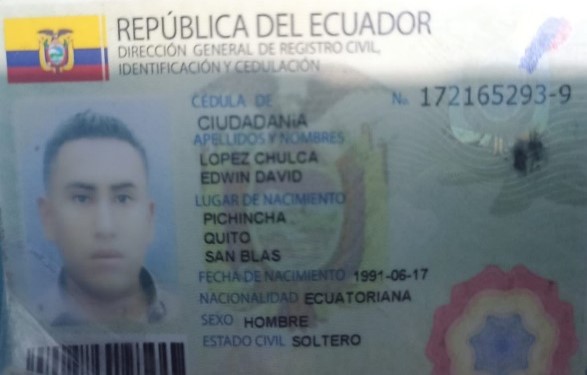 REPÚBLICA DEL ECUADOR
DIRECCIÓN GENERAL DE REGISTRO CIVIL,
IDENTIFICACIÓN Y CEDULACIÓN
CÉDULA DE No. 172165293-9
CIUDADANÍA
APELLIDOS Y NOMBRES
LOPEZ CHULCA
EDWIN DAVID
LUGAR DE NACIMIENTO
PICHINCHA
QUITO
SAN BLAS
FECHA DE NACIMIENTO 1991-06-17
NACIONALIDAD ECUATORIANA
SEXO HOMBRE
ESTADO CIVIL SOLTERO